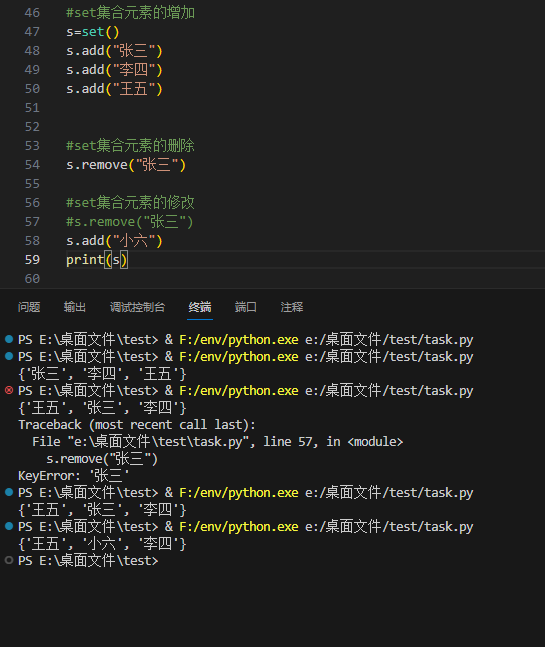 46 #set集合元素的增加
47 s=set()
48 s.add("张三")
49 s.add("李四")
50 s.add("王五")
51
52
53 #set集合元素的删除
54 s.remove("张三")
55
56 #set集合元素的修改
57 #s.remove("张三")
58 s.add("小六")
59 print(s)
60
问题 输出 调试控制台 终端 端口 注释
PS E:\桌面文件\test> & F:/env/python.exe e:/桌面文件/test/task.py
PS E:\桌面文件\test> & F:/env/python.exe e:/桌面文件/test/task.py
{'张三', '李四', '王五'}
PS E:\桌面文件\test> & F:/env/python.exe e:/桌面文件/test/task.py
{'王五', '张三', '李四'}
Traceback (most recent call last):
  File "e:\桌面文件\test\task.py", line 57, in <module>
    s.remove("张三")
KeyError: '张三'
PS E:\桌面文件\test> & F:/env/python.exe e:/桌面文件/test/task.py
{'王五', '张三', '李四'}
PS E:\桌面文件\test> & F:/env/python.exe e:/桌面文件/test/task.py
{'王五', '小六', '李四'}
PS E:\桌面文件\test>